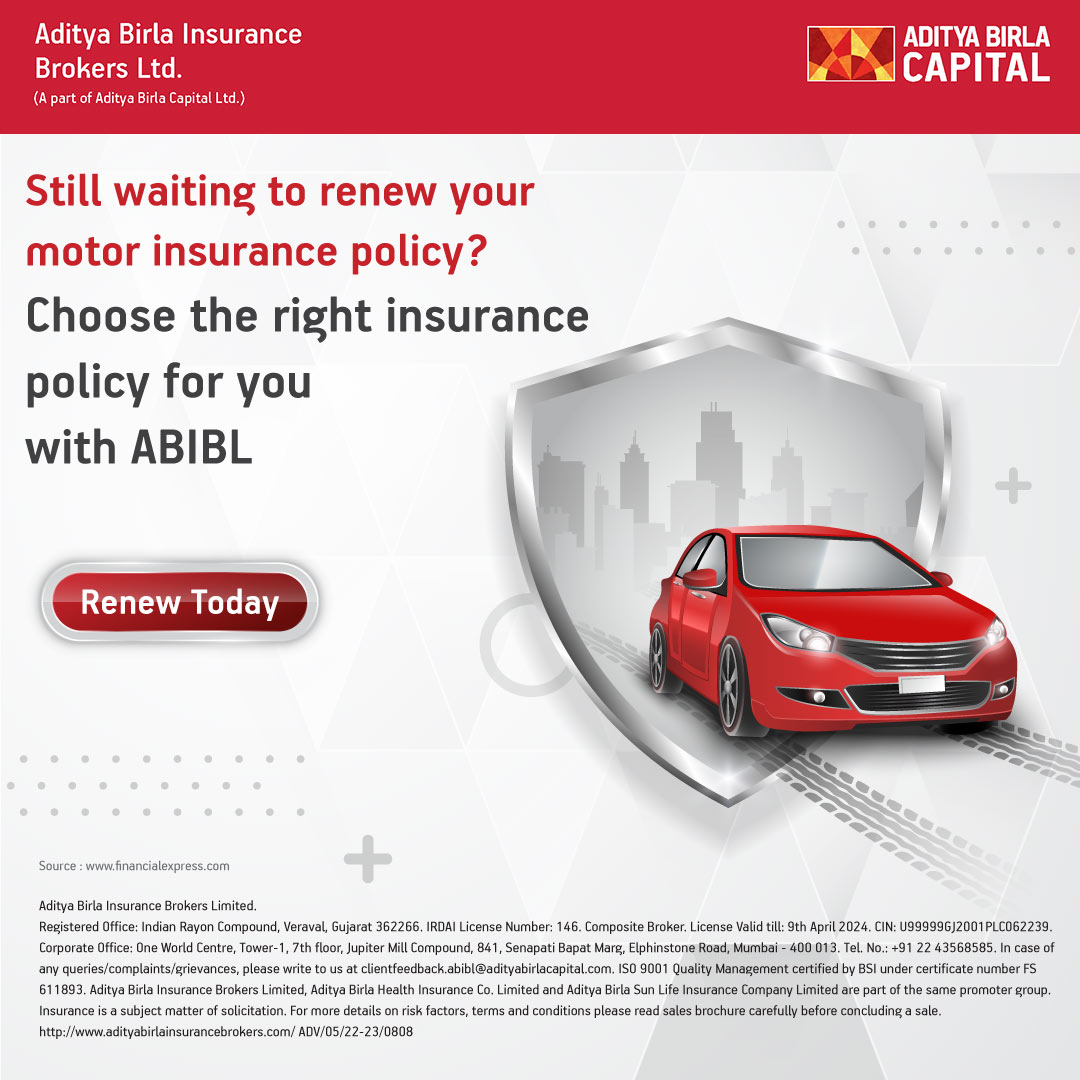 Aditya Birla Insurance
Brokers Ltd.
(A part of Aditya Birla Capital Ltd.)
ADITYA BIRLA
CAPITAL
Still waiting to renew your
motor insurance policy?
Choose the right insurance
policy for you
with ABIBL
Renew Today
Source : www.financialexpress.com
Aditya Birla Insurance Brokers Limited.
Registered Office: Indian Rayon Compound, Veraval, Gujarat 362266. IRDAI License Number: 146. Composite Broker. License Valid till: 9th April 2024. CIN: U99999GJ2001PLC062239.
Corporate Office: One World Centre, Tower-1, 7th floor, Jupiter Mill Compound, 841, Senapati Bapat Marg, Elphinstone Road, Mumbai - 400 013. Tel. No.: +91 22 43568585. In case of
any queries/complaints/grievances, please write to us at clientfeedback.abibl@adityabirlacapital.com. ISO 9001 Quality Management certified by BSI under certificate number FS
611893. Aditya Birla Insurance Brokers Limited, Aditya Birla Health Insurance Co. Limited and Aditya Birla Sun Life Insurance Company Limited are part of the same promoter group.
Insurance is a subject matter of solicitation. For more details on risk factors, terms and conditions please read sales brochure carefully before concluding a sale.
http://www.adityabirlainsurancebrokers.com/ ADV/05/22-23/0808